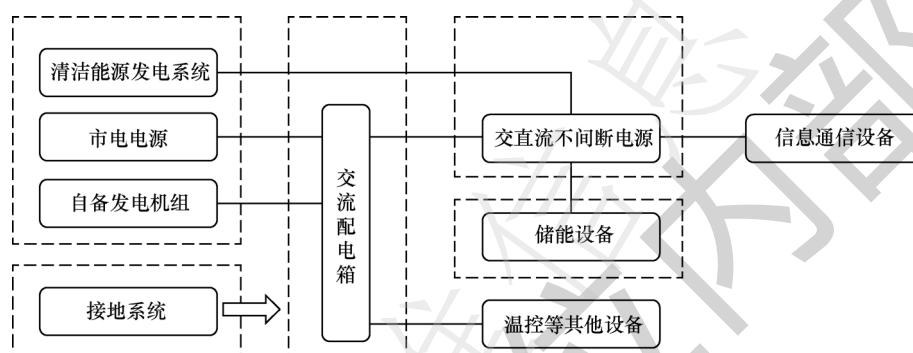 清洁能源发电系统
市电电源
自备发电机组
接地系统
交流配电箱
交直流不间断电源
储能设备
温控等其他设备
信息通信设备
内部